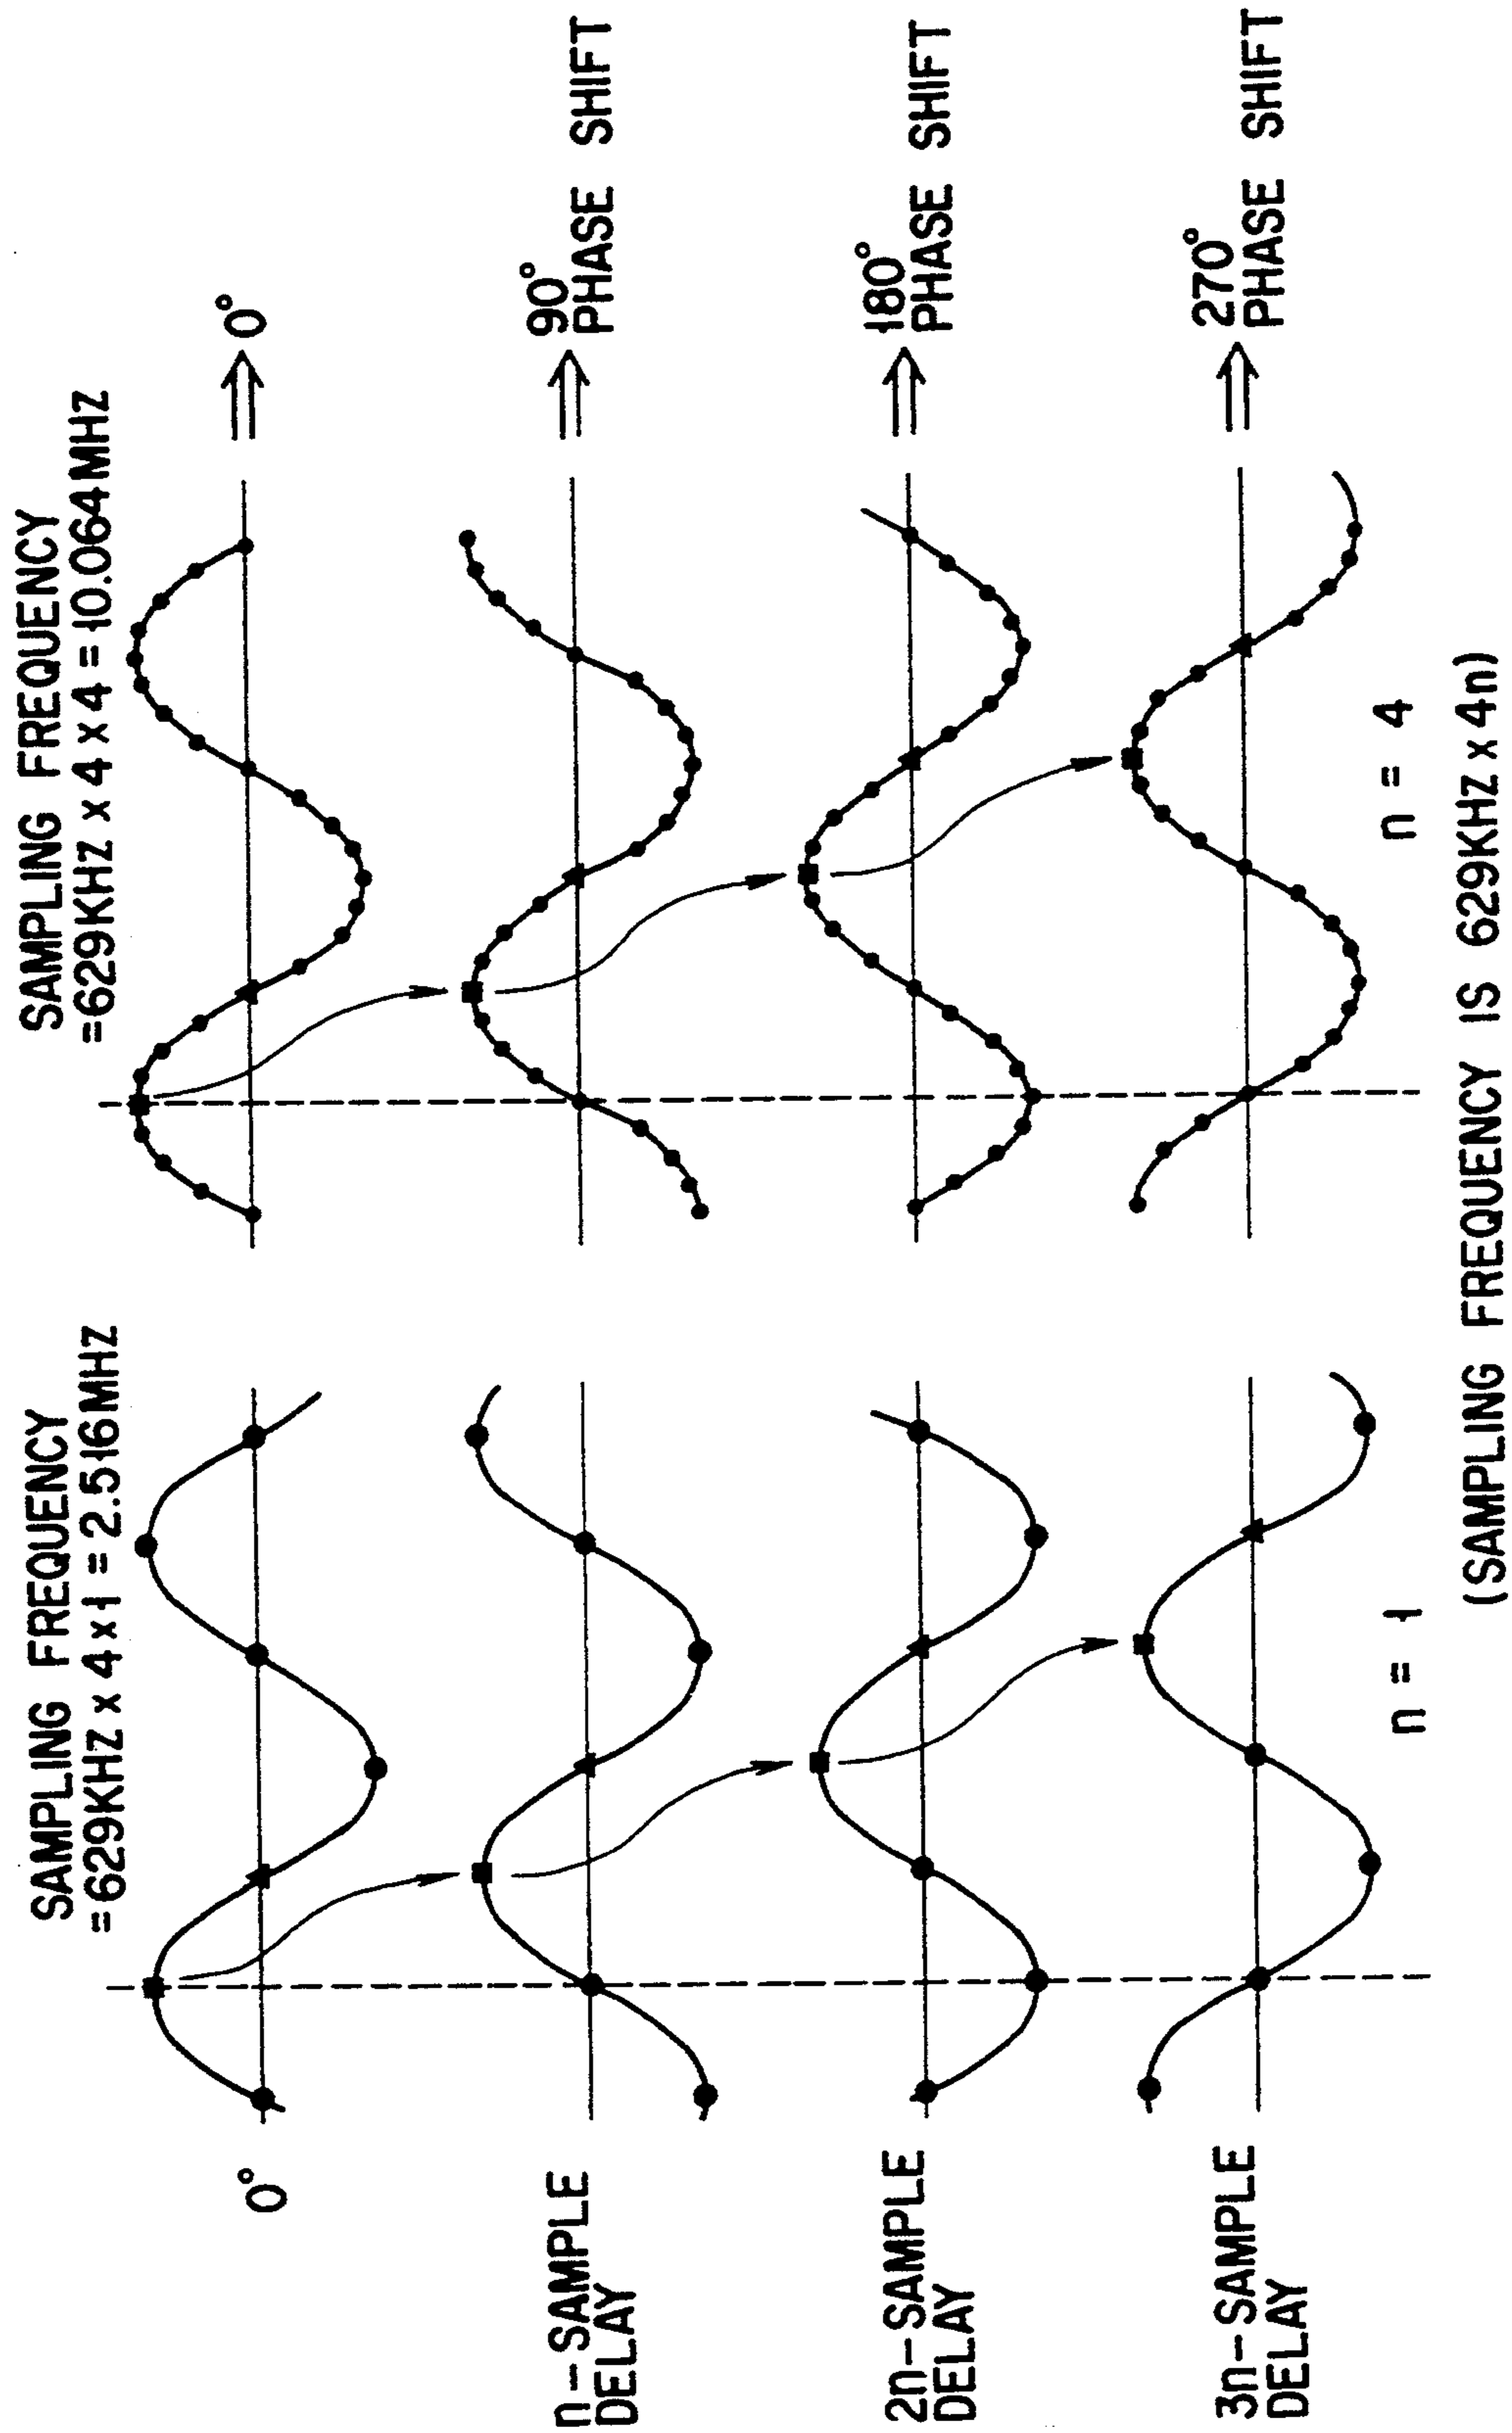 SAMPLING FREQUENCY
=629KHZ x 4 x 1 = 2.516MHZ
SAMPLING FREQUENCY
=629KHZ x 4 x 4 = 10.064MHZ
0°
⇒ 0°
n-SAMPLE
DELAY
⇒ 90°
PHASE SHIFT
2n-SAMPLE
DELAY
⇒ 180°
PHASE SHIFT
3n-SAMPLE
DELAY
⇒ 270°
PHASE SHIFT
n = 1
n = 4
(SAMPLING FREQUENCY IS 629KHZ x 4n)